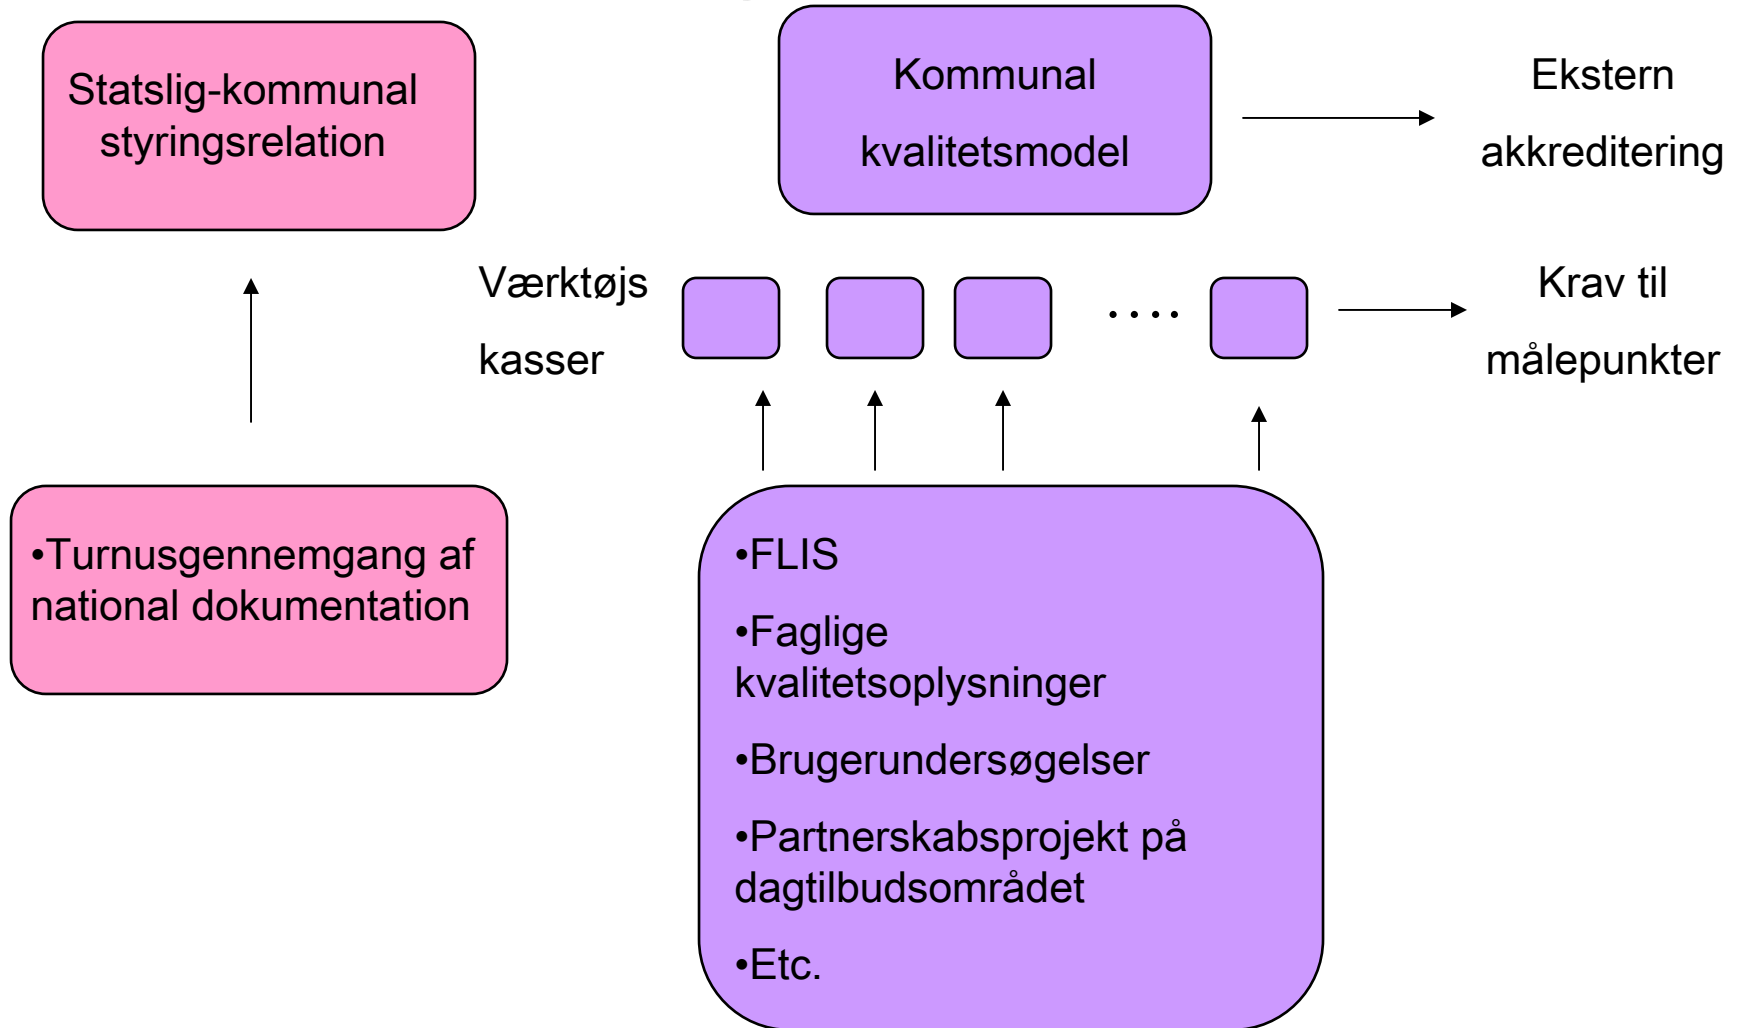 Statslig-kommunal
styringsrelation
Kommunal
kvalitetsmodel
Ekstern
akkreditering
Værktøjs
kasser
....
Krav til
målepunkter
•Turnusgennemgang af
national dokumentation
•FLIS
•Faglige
kvalitetsoplysninger
•Brugerundersøgelser
•Partnerskabsprojekt på
dagtilbudsområdet
•Etc.